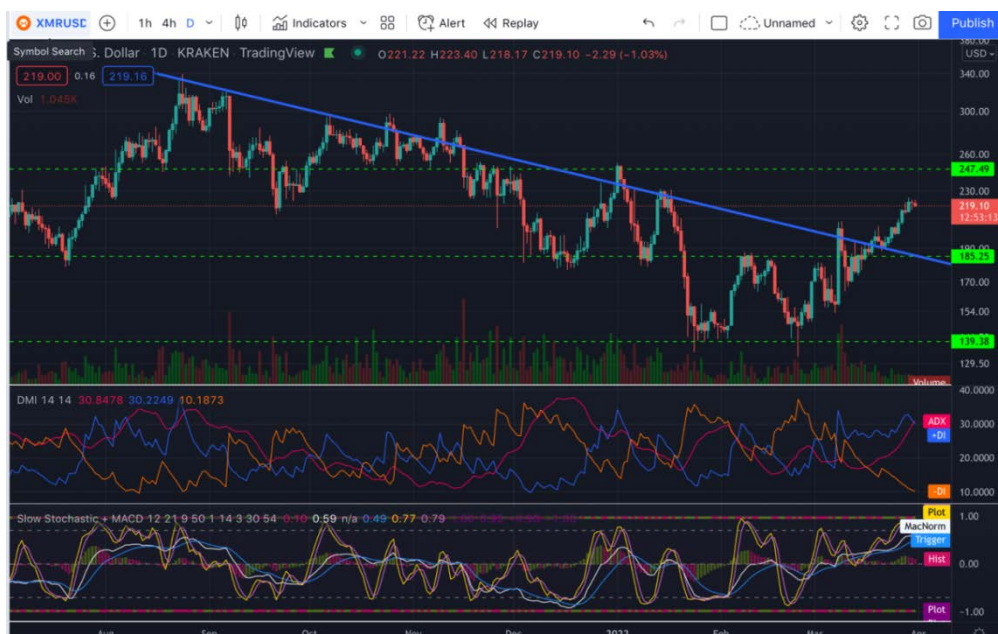 XMRUSD 1h 4h D Indicators Alert Replay Unnamed Publish
Symbol Search S. Dollar 1D KRAKEN TradingView O221.22 H223.40 L218.17 C219.10 −2.29 (−1.03%)
380.00
USD
219.00 0.16 219.16
340.00
Vol 1.045K
300.00
260.00
247.49
230.00
219.10
12:53:13
190.00
185.25
170.00
154.00
139.38
129.50
Volume
40.0000
DMI 14 14 30.8478 30.2249 10.1873
ADX
30.0000
+DI
20.0000
-DI
10.0000
Plot
Slow Stochastic + MACD 12 21 9 50 1 14 3 30 54 0.10 0.59 n/a 0.49 0.77 0.79
1.00
MacNorm
Trigger
Hist
0.00
Plot
−1.00
Aug Sep Oct Nov Dec 2022 Feb Mar Apr